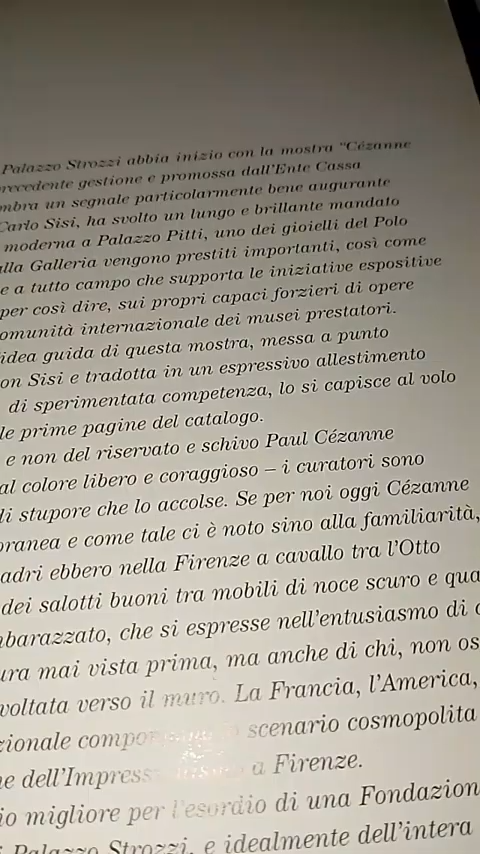 Palazzo Strozzi abbia inizio con la mostra "Cézanne
precedente gestione e promossa dall'Ente Cassa
mbra un segnale particolarmente bene augurante
Carlo Sisi, ha svolto un lungo e brillante mandato
moderna a Palazzo Pitti, uno dei gioielli del Polo
alla Galleria vengono prestiti importanti, così come
e a tutto campo che supporta le iniziative espositive
per così dire, sui propri capaci forzieri di opere
omunità internazionale dei musei prestatori.
idea guida di questa mostra, messa a punto
on Sisi e tradotta in un espressivo allestimento
di sperimentata competenza, lo si capisce al volo
le prime pagine del catalogo.
e non del riservato e schivo Paul Cézanne
al colore libero e coraggioso – i curatori sono
di stupore che lo accolse. Se per noi oggi Cézanne
oranea e come tale ci è noto sino alla familiarità,
adri ebbero nella Firenze a cavallo tra l'Otto
dei salotti buoni tra mobili di noce scuro e qua
mbarazzato, che si espresse nell'entusiasmo di
ura mai vista prima, ma anche di chi, non os
voltata verso il muro. La Francia, l'America,
zionale compo scenario cosmopolita
e dell'Impress a Firenze.
io migliore per l'esordio di una Fondazion
i Palazzo Strozzi, e idealmente dell'intera